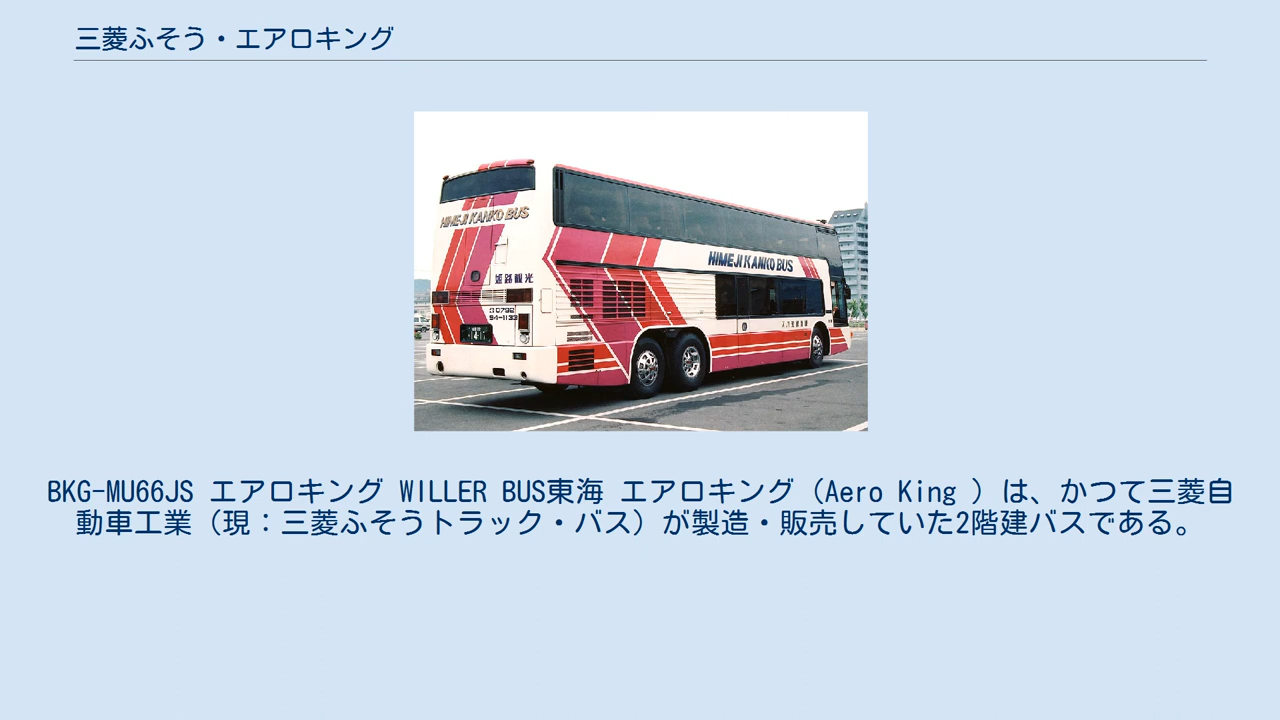 三菱ふそう・エアロキング
HIMEJI KANKO BUS
HIMEJI KANKO BUS
姫路観光
0792
94-1133
BKG-MU66JS エアロキング WILLER BUS東海 エアロキング（Aero King ）は、かつて三菱自
動車工業（現：三菱ふそうトラック・バス）が製造・販売していた2階建バスである。